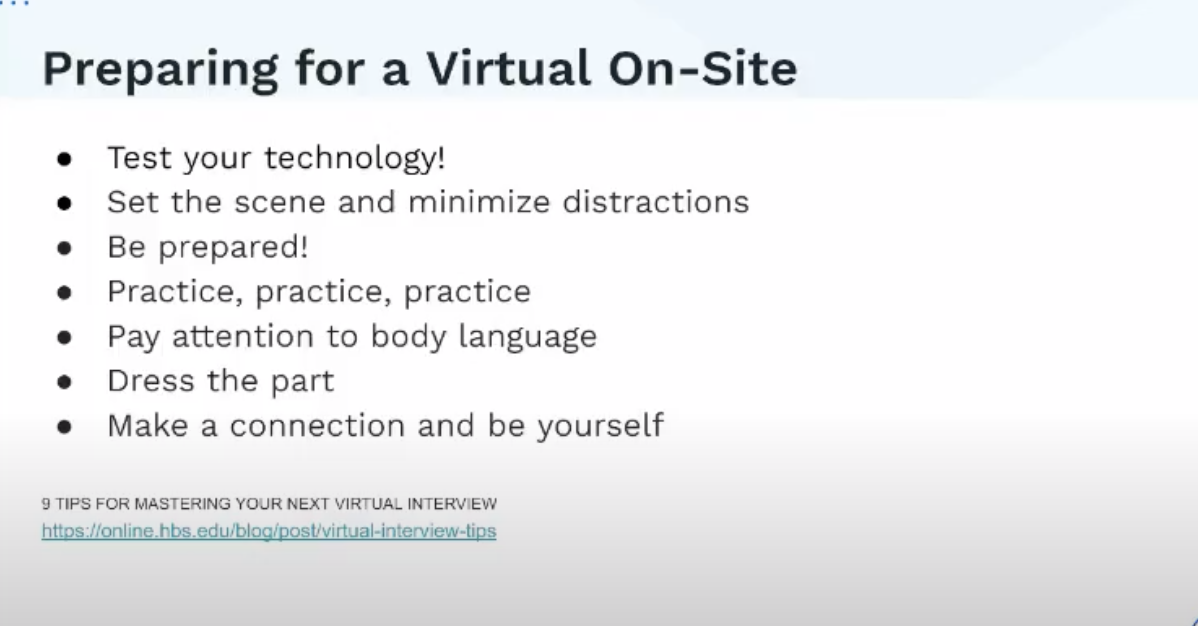 Preparing for a Virtual On-Site
● Test your technology!
● Set the scene and minimize distractions
● Be prepared!
● Practice, practice, practice
● Pay attention to body language
● Dress the part
● Make a connection and be yourself
9 TIPS FOR MASTERING YOUR NEXT VIRTUAL INTERVIEW
https://online.hbs.edu/blog/post/virtual-interview-tips